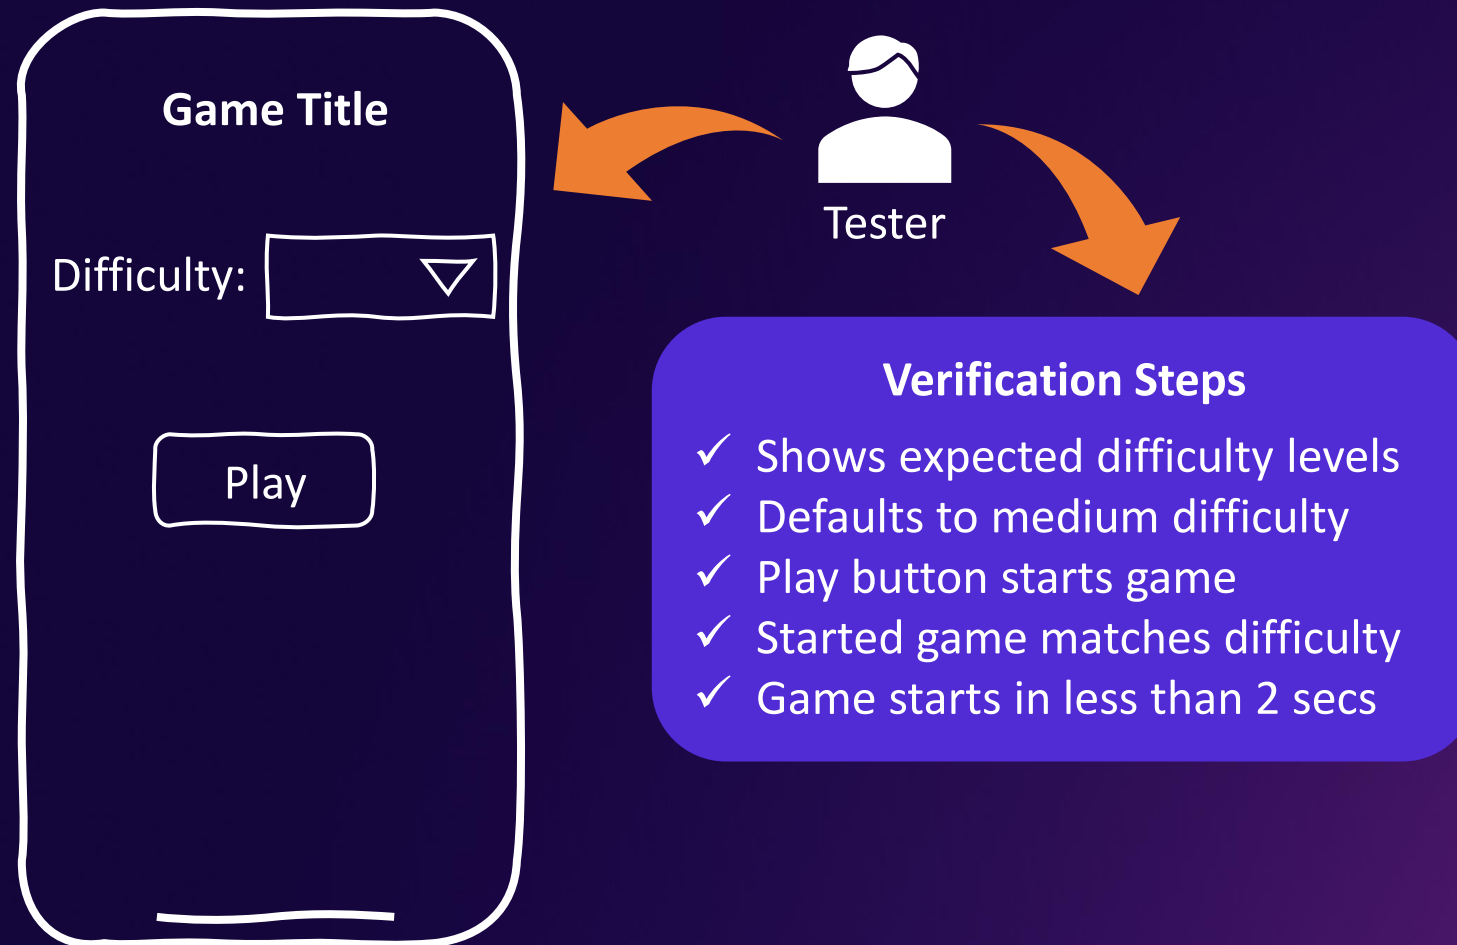 Game Title
Difficulty:
Play
Tester
Verification Steps
✓ Shows expected difficulty levels
✓ Defaults to medium difficulty
✓ Play button starts game
✓ Started game matches difficulty
✓ Game starts in less than 2 secs